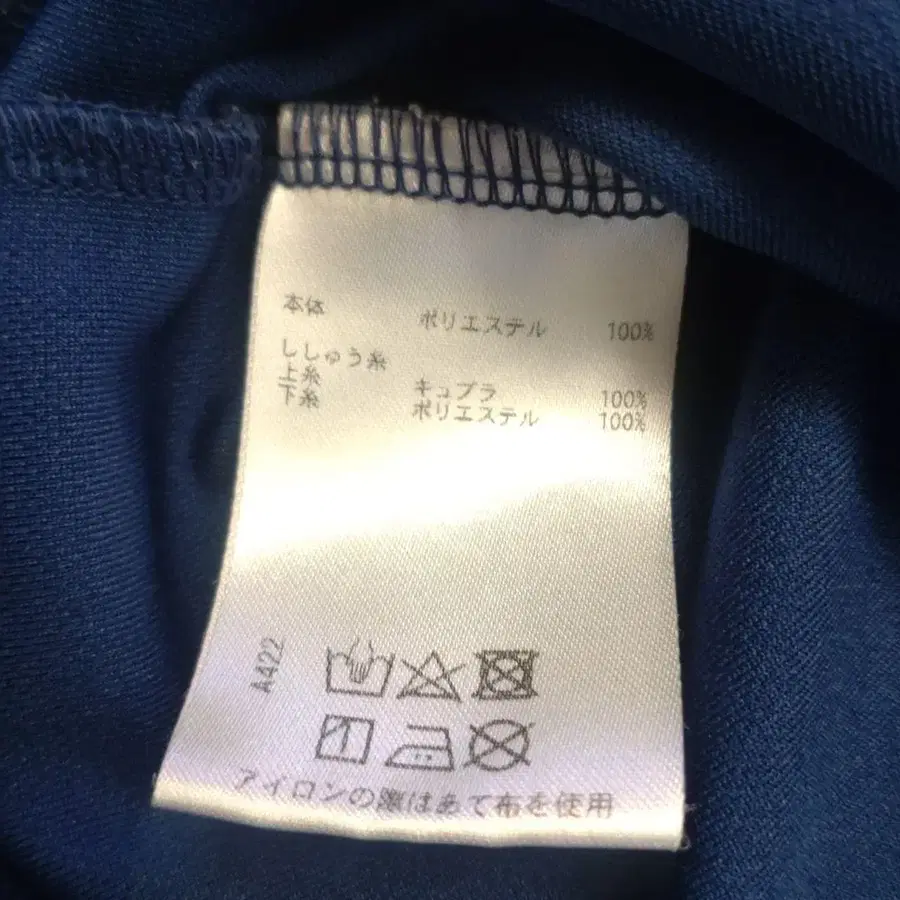 本体 ポリエステル 100%
ししゅう糸
上糸 キュプラ 100%
下糸 ポリエステル 100%
A422
アイロンの際はあて布を使用